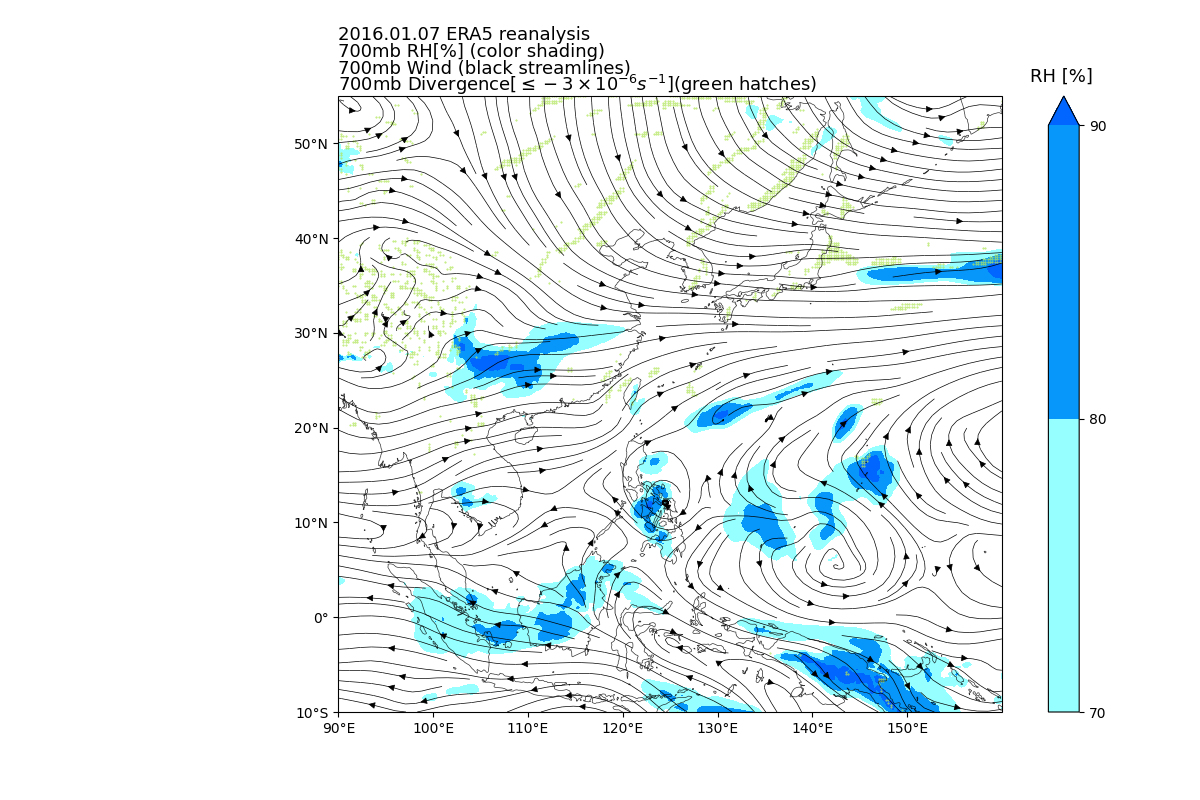 2016.01.07 ERA5 reanalysis
700mb RH[%] (color shading)
700mb Wind (black streamlines)
700mb Divergence[ ≤ −3 × 10⁻⁶s⁻¹](green hatches)
RH [%]
90
80
70
50°N
40°N
30°N
20°N
10°N
0°
10°S
90°E 100°E 110°E 120°E 130°E 140°E 150°E